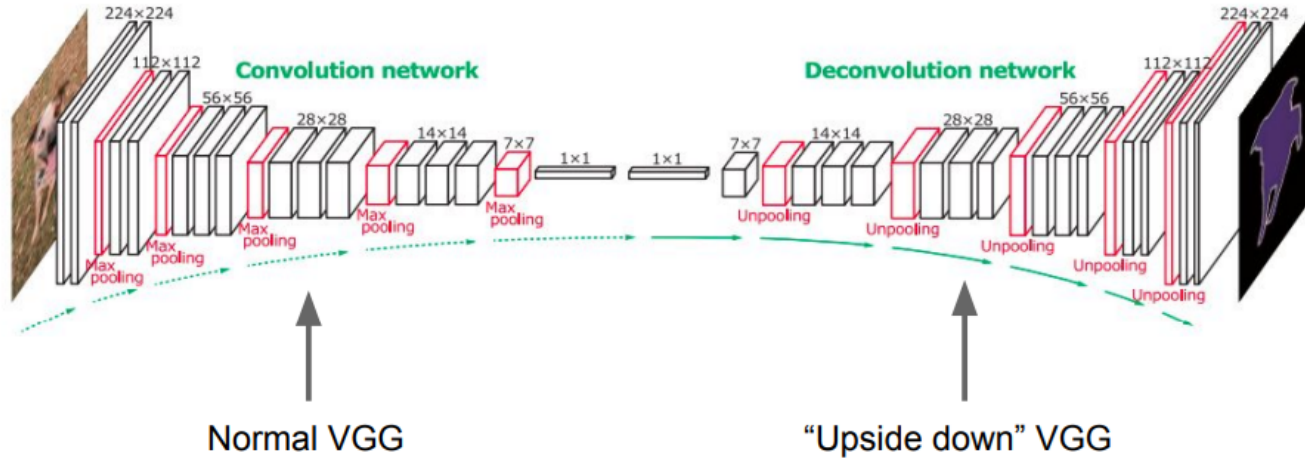 224×224
112×112
Convolution network
56×56
28×28
14×14
7×7
1×1
1×1
Max
pooling
Max
pooling
Max
pooling
Max
pooling
Max
pooling
224×224
Deconvolution network
112×112
56×56
28×28
14×14
7×7
Unpooling
Unpooling
Unpooling
Unpooling
Unpooling
Normal VGG
“Upside down” VGG